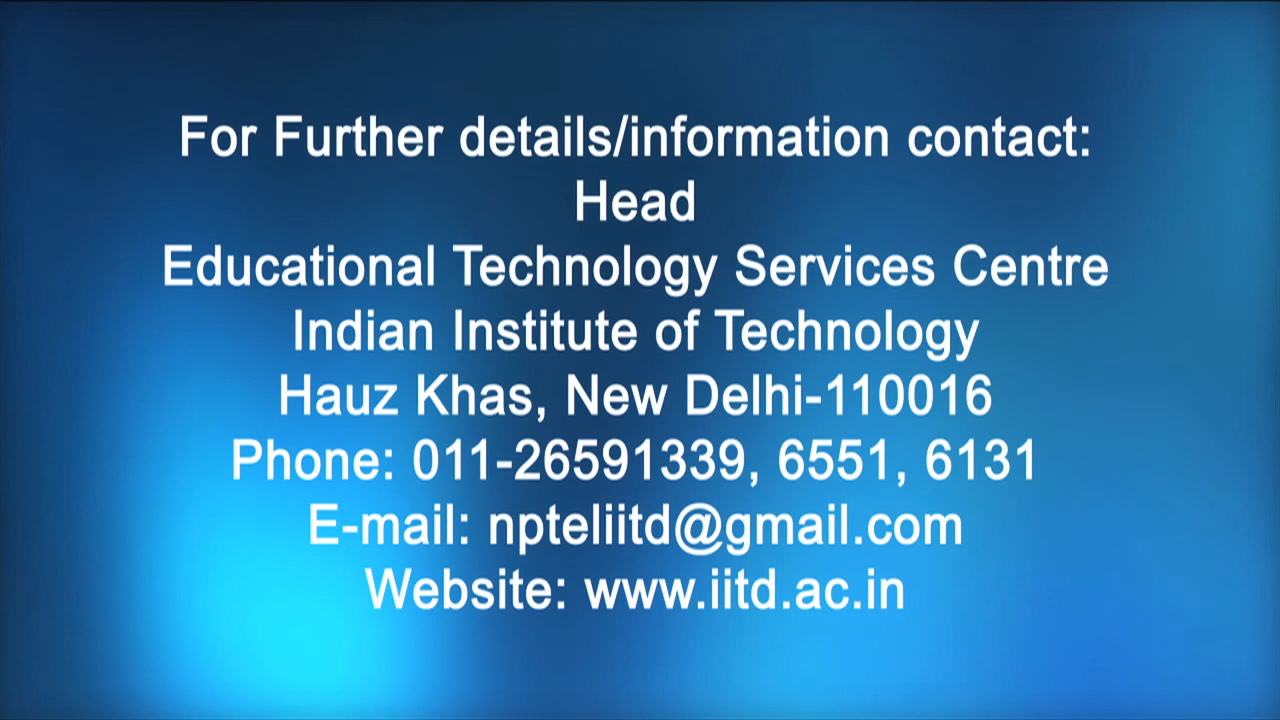 For Further details/information contact:
Head
Educational Technology Services Centre
Indian Institute of Technology
Hauz Khas, New Delhi-110016
Phone: 011-26591339, 6551, 6131
E-mail: npteliitd@gmail.com
Website: www.iitd.ac.in